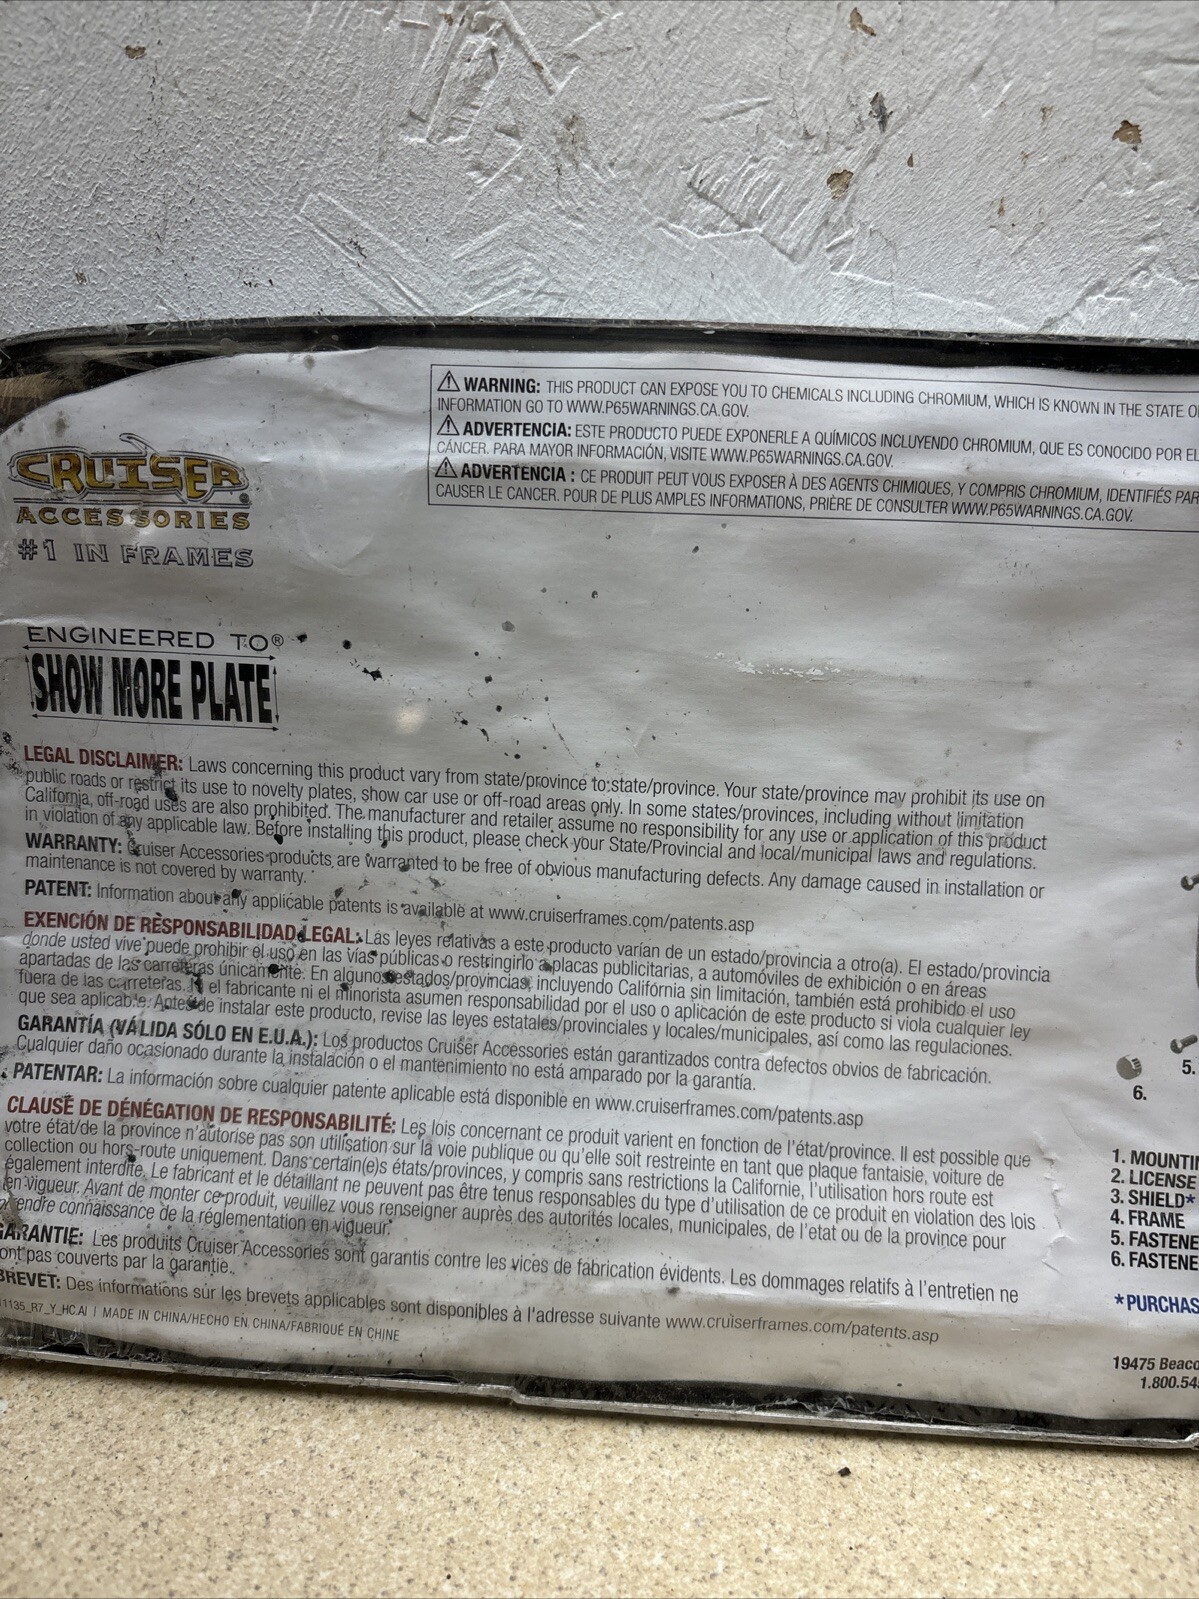 ⚠ WARNING: THIS PRODUCT CAN EXPOSE YOU TO CHEMICALS INCLUDING CHROMIUM, WHICH IS KNOWN IN THE STATE
INFORMATION GO TO WWW.P65WARNINGS.CA.GOV.
⚠ ADVERTENCIA: ESTE PRODUCTO PUEDE EXPONERLE A QUÍMICOS INCLUYENDO CHROMIUM, QUE ES CONOCIDO POR EL
CÁNCER. PARA MAYOR INFORMACIÓN, VISITE WWW.P65WARNINGS.CA.GOV.
⚠ ADVERTENCIA : CE PRODUIT PEUT VOUS EXPOSER À DES AGENTS CHIMIQUES, Y COMPRIS CHROMIUM, IDENTIFIÉS PAR
CAUSER LE CANCER. POUR DE PLUS AMPLES INFORMATIONS, PRIÈRE DE CONSULTER WWW.P65WARNINGS.CA.GOV.
CRUISER®
ACCESSORIES
#1 IN FRAMES
ENGINEERED TO®
SHOW MORE PLATE
LEGAL DISCLAIMER: Laws concerning this product vary from state/province to state/province. Your state/province may prohibit its use on
public roads or restrict its use to novelty plates, show car use or off-road areas only. In some states/provinces, including without limitation
California, off-road uses are also prohibited. The manufacturer and retailer assume no responsibility for any use or application of this product
in violation of any applicable law. Before installing this product, please check your State/Provincial and local/municipal laws and regulations.
WARRANTY: Cruiser Accessories products are warranted to be free of obvious manufacturing defects. Any damage caused in installation or
maintenance is not covered by warranty.
PATENT: Information about any applicable patents is available at www.cruiserframes.com/patents.asp
EXENCIÓN DE RESPONSABILIDAD LEGAL: Las leyes relativas a este producto varían de un estado/provincia a otro(a). El estado/provincia
donde usted vive puede prohibir el uso en las vías públicas o restringirlo a placas publicitarias, a automóviles de exhibición o en áreas
apartadas de las carreteras únicamente. En algunos estados/provincias, incluyendo California sin limitación, también está prohibido el uso
fuera de las carreteras. Ni el fabricante ni el minorista asumen responsabilidad por el uso o aplicación de este producto si viola cualquier ley
que sea aplicable. Antes de instalar este producto, revise las leyes estatales/provinciales y locales/municipales, así como las regulaciones.
GARANTÍA (VÁLIDA SÓLO EN E.U.A.): Los productos Cruiser Accessories están garantizados contra defectos obvios de fabricación.
Cualquier daño ocasionado durante la instalación o el mantenimiento no está amparado por la garantía.
PATENTAR: La información sobre cualquier patente aplicable está disponible en www.cruiserframes.com/patents.asp
CLAUSE DE DÉNÉGATION DE RESPONSABILITÉ: Les lois concernant ce produit varient en fonction de l'état/province. Il est possible que
votre état/de la province n'autorise pas son utilisation sur la voie publique ou qu'elle soit restreinte en tant que plaque fantaisie, voiture de
collection ou hors-route uniquement. Dans certain(e)s états/provinces, y compris sans restrictions la Californie, l'utilisation hors route est
également interdite. Le fabricant et le détaillant ne peuvent pas être tenus responsables du type d'utilisation de ce produit en violation des lois
en vigueur. Avant de monter ce produit, veuillez vous renseigner auprès des autorités locales, municipales, de l'etat ou de la province pour
prendre connaissance de la réglementation en vigueur.
GARANTIE: Les produits Cruiser Accessories sont garantis contre les vices de fabrication évidents. Les dommages relatifs à l'entretien ne
ont pas couverts par la garantie.
BREVET: Des informations sur les brevets applicables sont disponibles à l'adresse suivante www.cruiserframes.com/patents.asp
1135_R7_Y_HC.AI | MADE IN CHINA/HECHO EN CHINA/FABRIQUÉ EN CHINE
5.
6.
1. MOUNTI
2. LICENSE
3. SHIELD*
4. FRAME
5. FASTENE
6. FASTENE
*PURCHAS
19475 Beaco
1.800.54